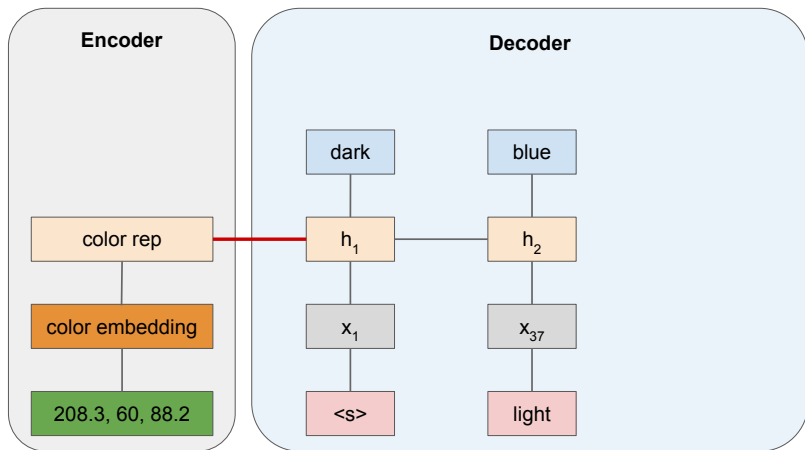 Encoder
Decoder
dark
blue
color rep
h₁
h₂
color embedding
x₁
x₃₇
208.3, 60, 88.2
<s>
light